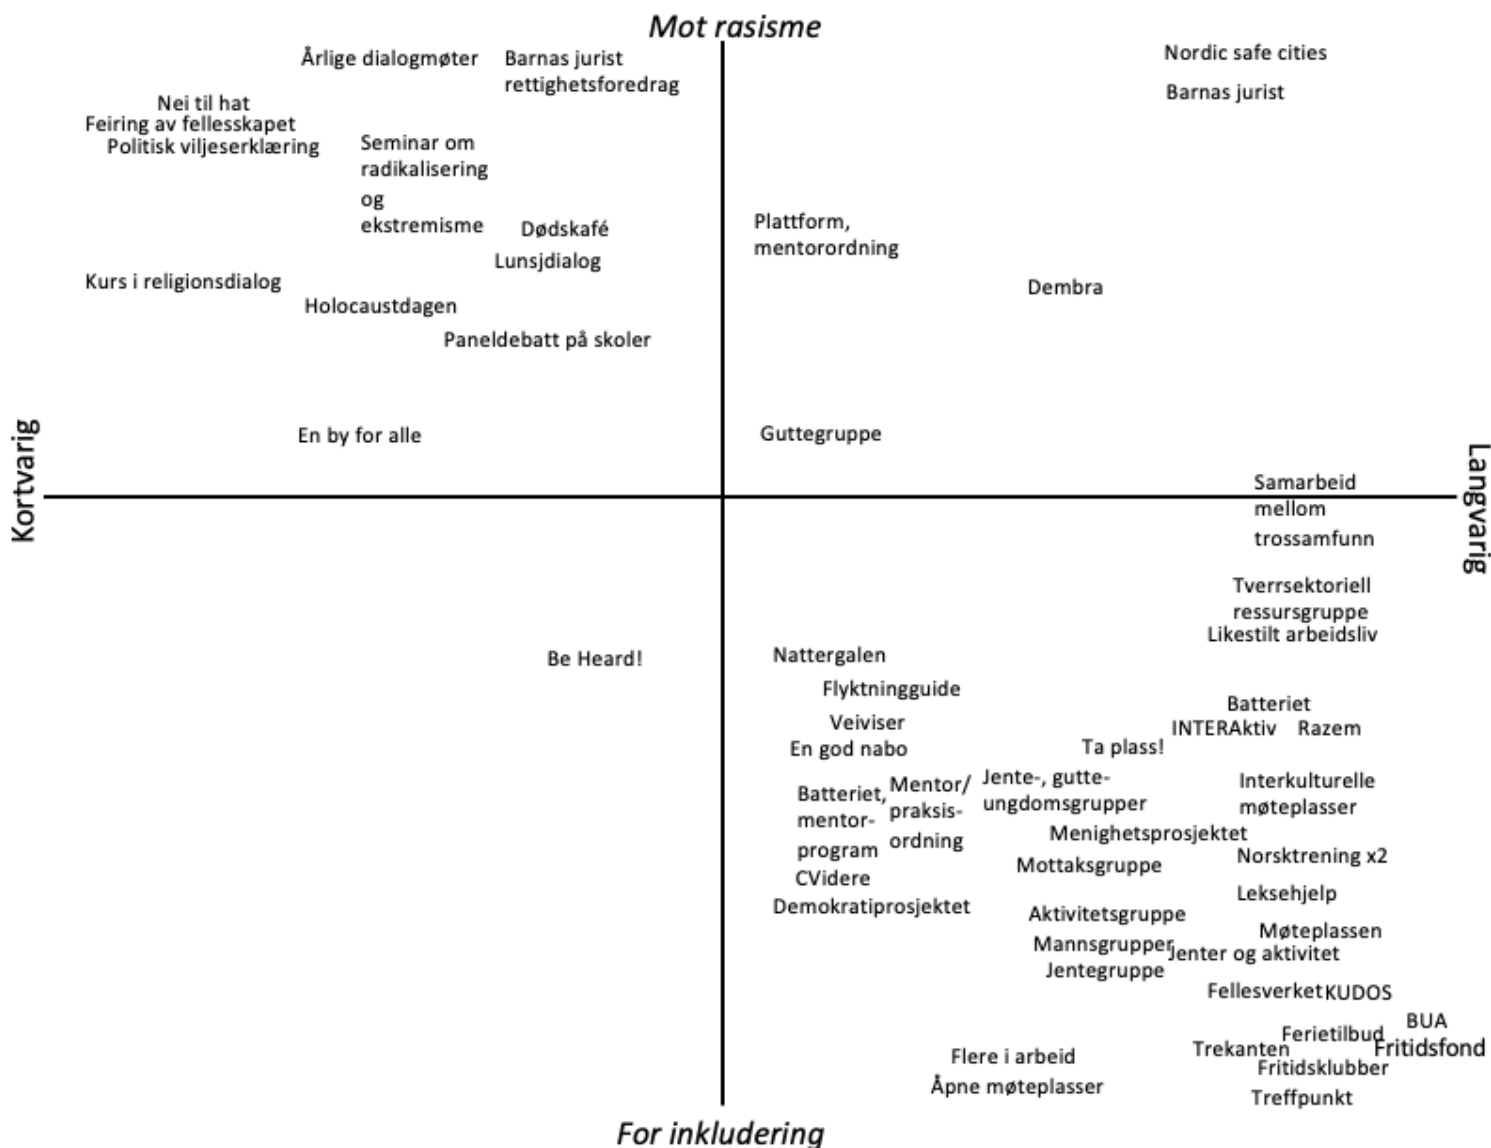 Mot rasisme
Årlige dialogmøter
Barnas jurist
rettighetsforedrag
Nordic safe cities
Barnas jurist
Nei til hat
Feiring av fellesskapet
Politisk viljeserklæring
Seminar om
radikalisering
og
ekstremisme
Dødskafé
Lunsjdialog
Plattform,
mentorordning
Kurs i religionsdialog
Holocaustdagen
Paneldebatt på skoler
Dembra
En by for alle
Guttegruppe
Kortvarig
Langvarig
Samarbeid
mellom
trossamfunn
Tverrsektoriell
ressursgruppe
Likestilt arbeidsliv
Be Heard!
Nattergalen
Flyktningguide
Veiviser
En god nabo
Batteriet
INTERAktiv
Razem
Ta plass!
Batteriet,
mentor-
program
Mentor/
praksis-
ordning
Jente-, gutte-
ungdomsgrupper
Interkulturelle
møteplasser
Menighetsprosjektet
Mottaksgruppe
Norsktrening x2
CVidere
Demokratiprosjektet
Leksehjelp
Aktivitetsgruppe
Mannsgrupper
Jentegruppe
Møteplassen
Jenter og aktivitet
Fellesverket
KUDOS
BUA
Ferietilbud
Trekanten
Fritidsfond
Fritidsklubber
Treffpunkt
Flere i arbeid
Åpne møteplasser
For inkludering